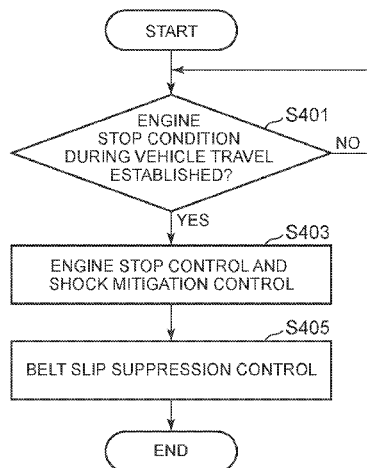 START
ENGINE
STOP CONDITION
DURING VEHICLE TRAVEL
ESTABLISHED?
S401
NO
YES
S403
ENGINE STOP CONTROL AND
SHOCK MITIGATION CONTROL
S405
BELT SLIP SUPPRESSION CONTROL
END